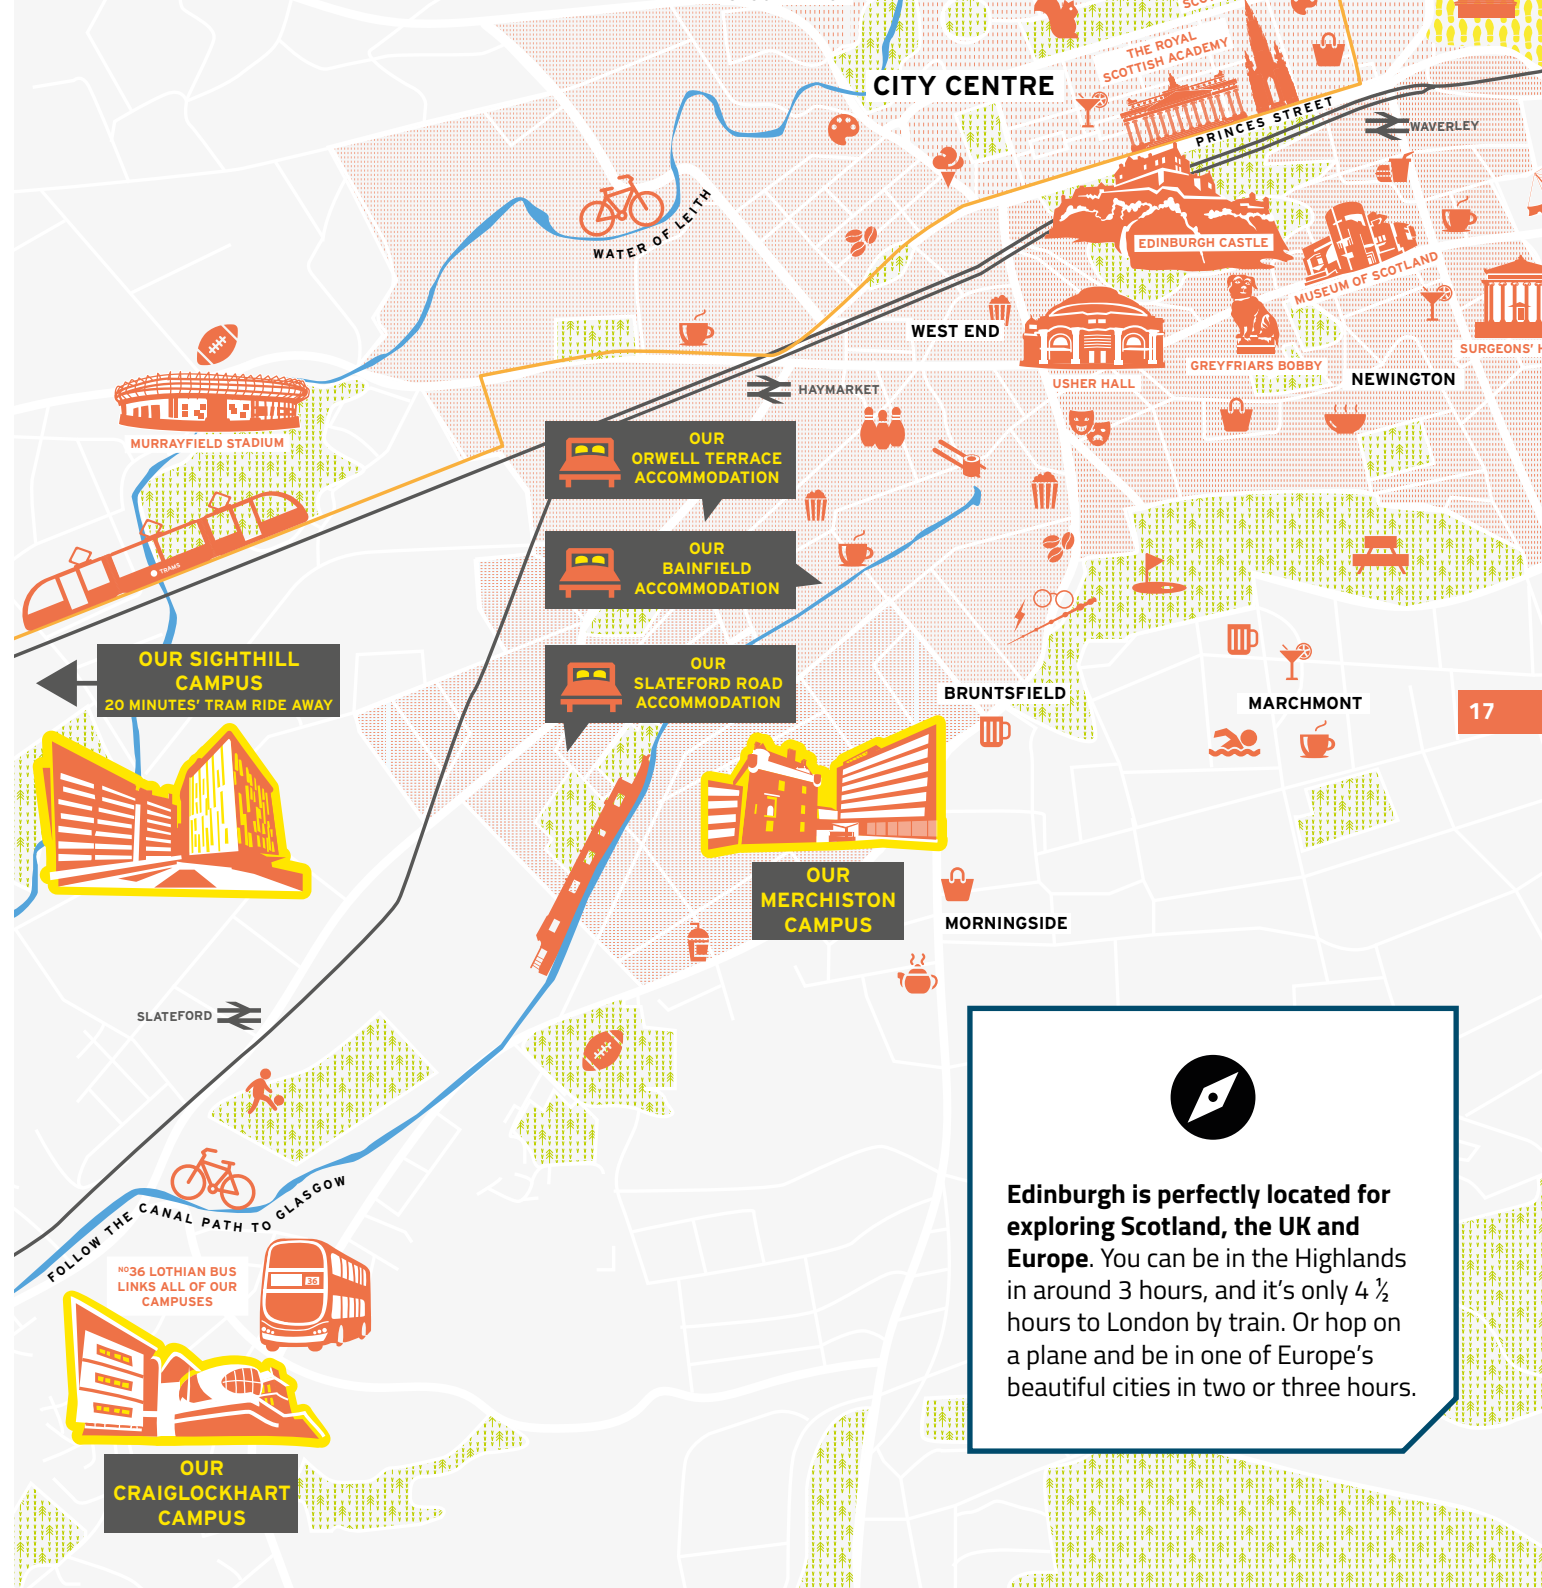 SCO
THE ROYAL
SCOTTISH ACADEMY
CITY CENTRE
PRINCES STREET
WAVERLEY
WATER OF LEITH
EDINBURGH CASTLE
MUSEUM OF SCOTLAND
WEST END
USHER HALL
GREYFRIARS BOBBY
SURGEONS' H
NEWINGTON
HAYMARKET
MURRAYFIELD STADIUM
OUR
ORWELL TERRACE
ACCOMMODATION
TRAMS
OUR
BAINFIELD
ACCOMMODATION
OUR SIGHTHILL
CAMPUS
20 MINUTES' TRAM RIDE AWAY
OUR
SLATEFORD ROAD
ACCOMMODATION
BRUNTSFIELD
MARCHMONT
17
OUR
MERCHISTON
CAMPUS
MORNINGSIDE
SLATEFORD
FOLLOW THE CANAL PATH TO GLASGOW
Nº36 LOTHIAN BUS
LINKS ALL OF OUR
CAMPUSES
36
OUR
CRAIGLOCKHART
CAMPUS
Edinburgh is perfectly located for
exploring Scotland, the UK and
Europe. You can be in the Highlands
in around 3 hours, and it's only 4 ½
hours to London by train. Or hop on
a plane and be in one of Europe's
beautiful cities in two or three hours.